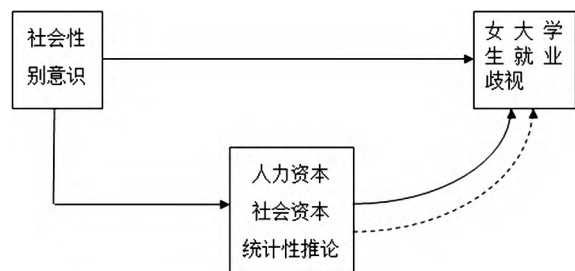 社会性
别意识
女大学
生就业
歧视
人力资本
社会资本
统计性推论